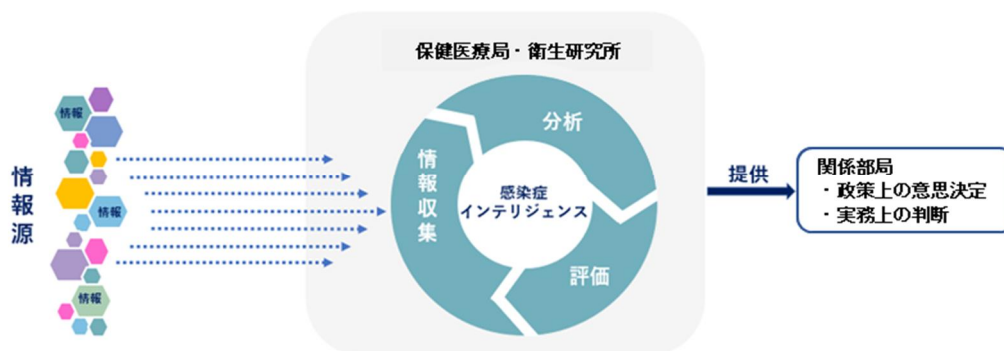 保健医療局・衛生研究所
情報源
情報
情報
情報
情報収集
分析
評価
感染症
インテリジェンス
提供
関係部局
・政策上の意思決定
・実務上の判断